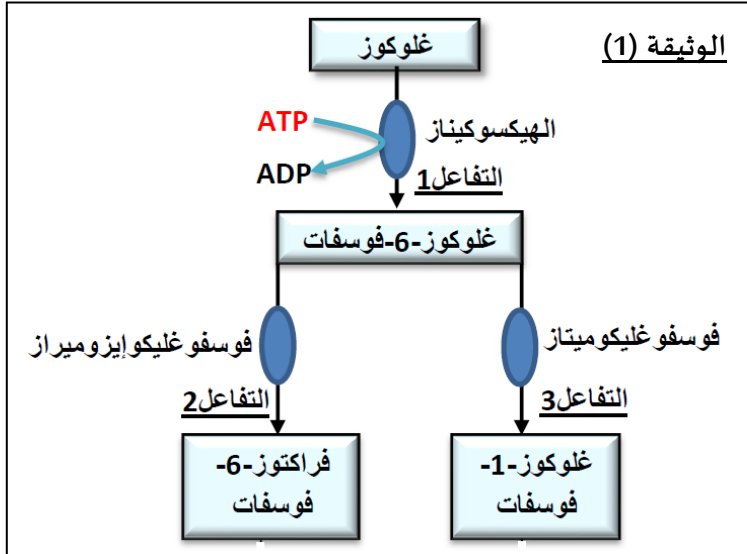 الوثيقة (1)
غلوكوز
ATP
الهيكسوكيناز
ADP
التفاعل1
غلوكوز-6-فوسفات
فوسفوغليكوإيزوميراز
فوسفوغليكوميتاز
التفاعل2
التفاعل3
فراكتوز-6-
فوسفات
غلوكوز-1-
فوسفات